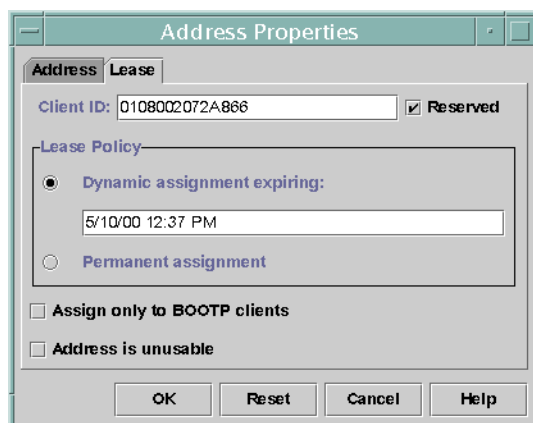 Address Properties
Address Lease
Client ID: 0108002072A866 Reserved
Lease Policy
Dynamic assignment expiring:
5/10/00 12:37 PM
Permanent assignment
Assign only to BOOTP clients
Address is unusable
OK Reset Cancel Help